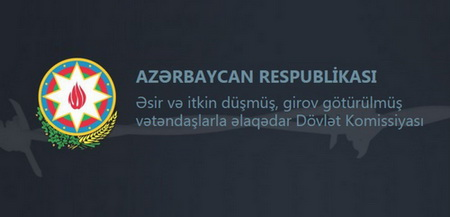 AZƏRBAYCAN RESPUBLİKASI
Əsir və itkin düşmüş, girov götürülmüş
vətəndaşlarla əlaqədar Dövlət Komissiyası